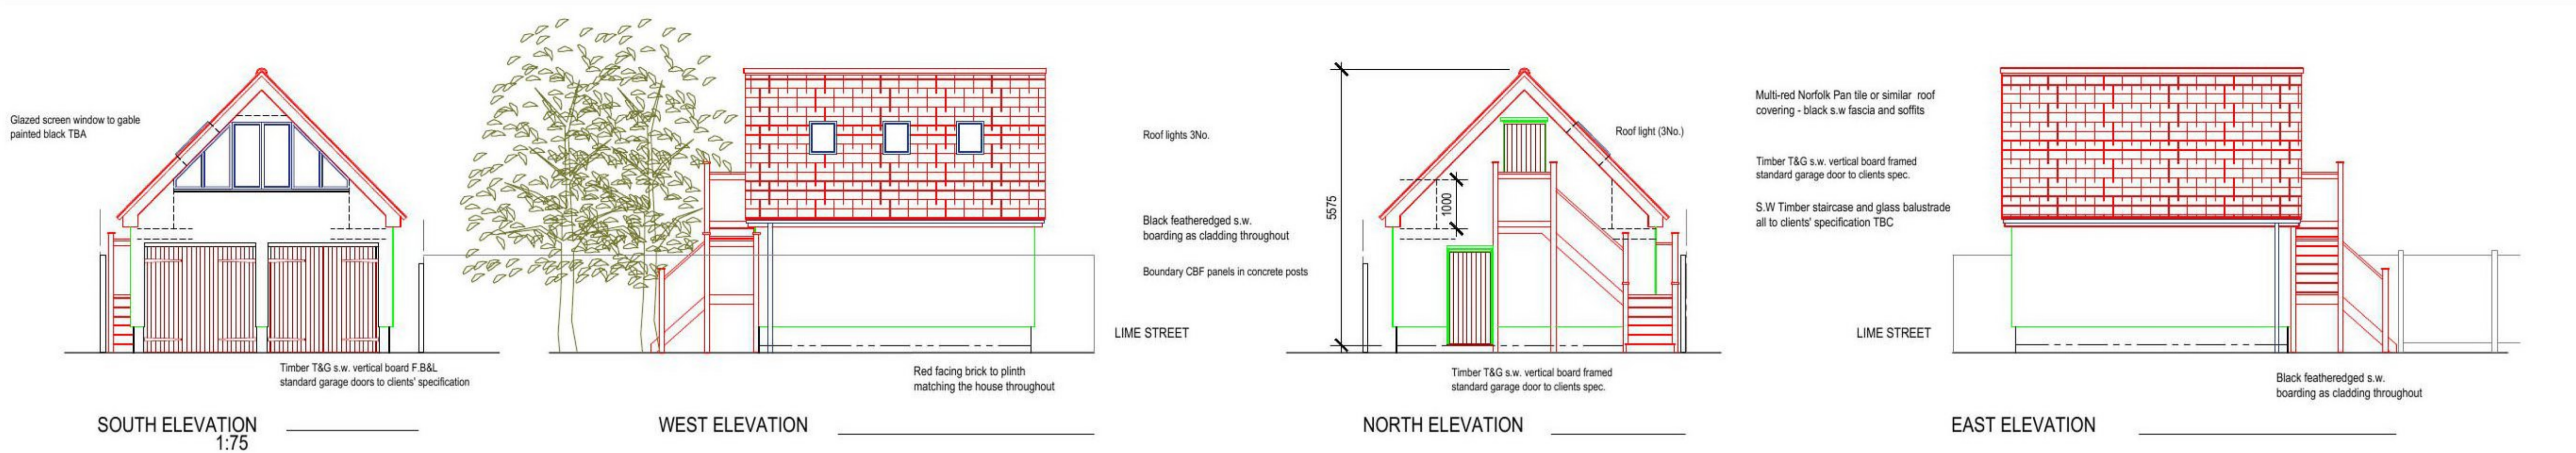 Glazed screen window to gable
painted black TBA
Timber T&G s.w. vertical board F.B&L
standard garage doors to clients' specification
SOUTH ELEVATION
1:75
Roof lights 3No.
Black featheredged s.w.
boarding as cladding throughout
Boundary CBF panels in concrete posts
LIME STREET
Red facing brick to plinth
matching the house throughout
WEST ELEVATION
5575
1000
Roof light (3No.)
Timber T&G s.w. vertical board framed
standard garage door to clients spec.
NORTH ELEVATION
Multi-red Norfolk Pan tile or similar roof
covering - black s.w fascia and soffits
Timber T&G s.w. vertical board framed
standard garage door to clients spec.
S.W Timber staircase and glass balustrade
all to clients' specification TBC
LIME STREET
Black featheredged s.w.
boarding as cladding throughout
EAST ELEVATION